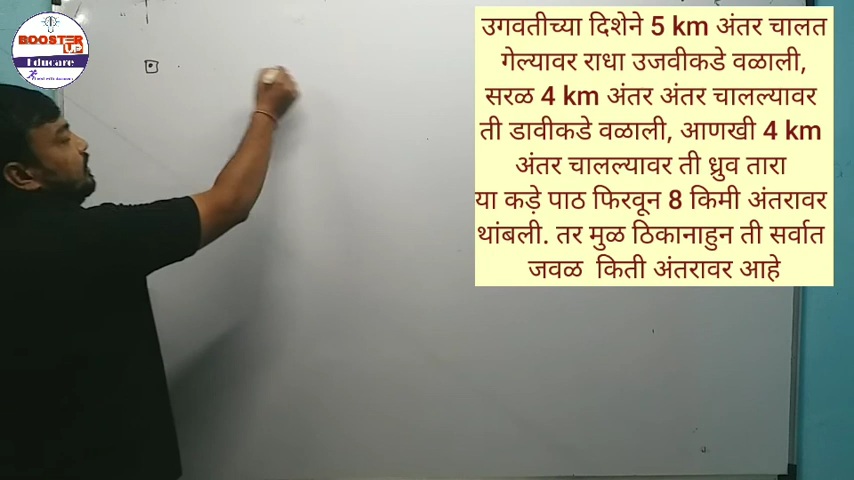 BOOSTER
UP
Educare
उगवतीच्या दिशेने 5 km अंतर चालत
गेल्यावर राधा उजवीकडे वळाली,
सरळ 4 km अंतर अंतर चालल्यावर
ती डावीकडे वळाली, आणखी 4 km
अंतर चालल्यावर ती ध्रुव तारा
या कड़े पाठ फिरवून 8 किमी अंतरावर
थांबली. तर मुळ ठिकानाहुन ती सर्वात
जवळ किती अंतरावर आहे